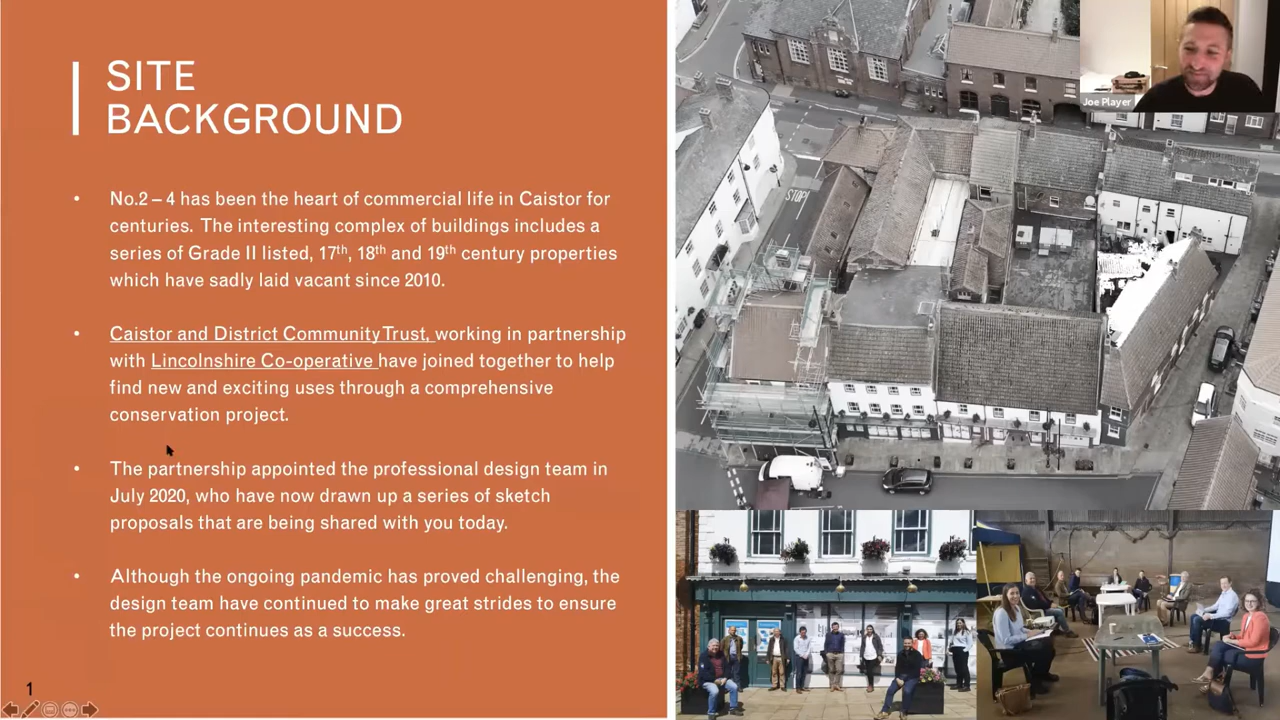 SITE
BACKGROUND
• No.2 – 4 has been the heart of commercial life in Caistor for
centuries. The interesting complex of buildings includes a
series of Grade II listed, 17th, 18th and 19th century properties
which have sadly laid vacant since 2010.
• Caistor and District Community Trust, working in partnership
with Lincolnshire Co-operative have joined together to help
find new and exciting uses through a comprehensive
conservation project.
• The partnership appointed the professional design team in
July 2020, who have now drawn up a series of sketch
proposals that are being shared with you today.
• Although the ongoing pandemic has proved challenging, the
design team have continued to make great strides to ensure
the project continues as a success.
1
Joe Player
STOP